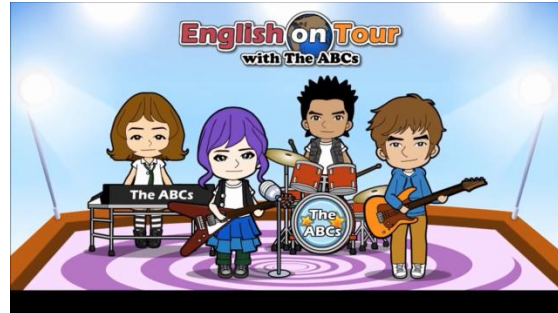 English on Tour
with The ABCs
The ABCs
The
ABCs